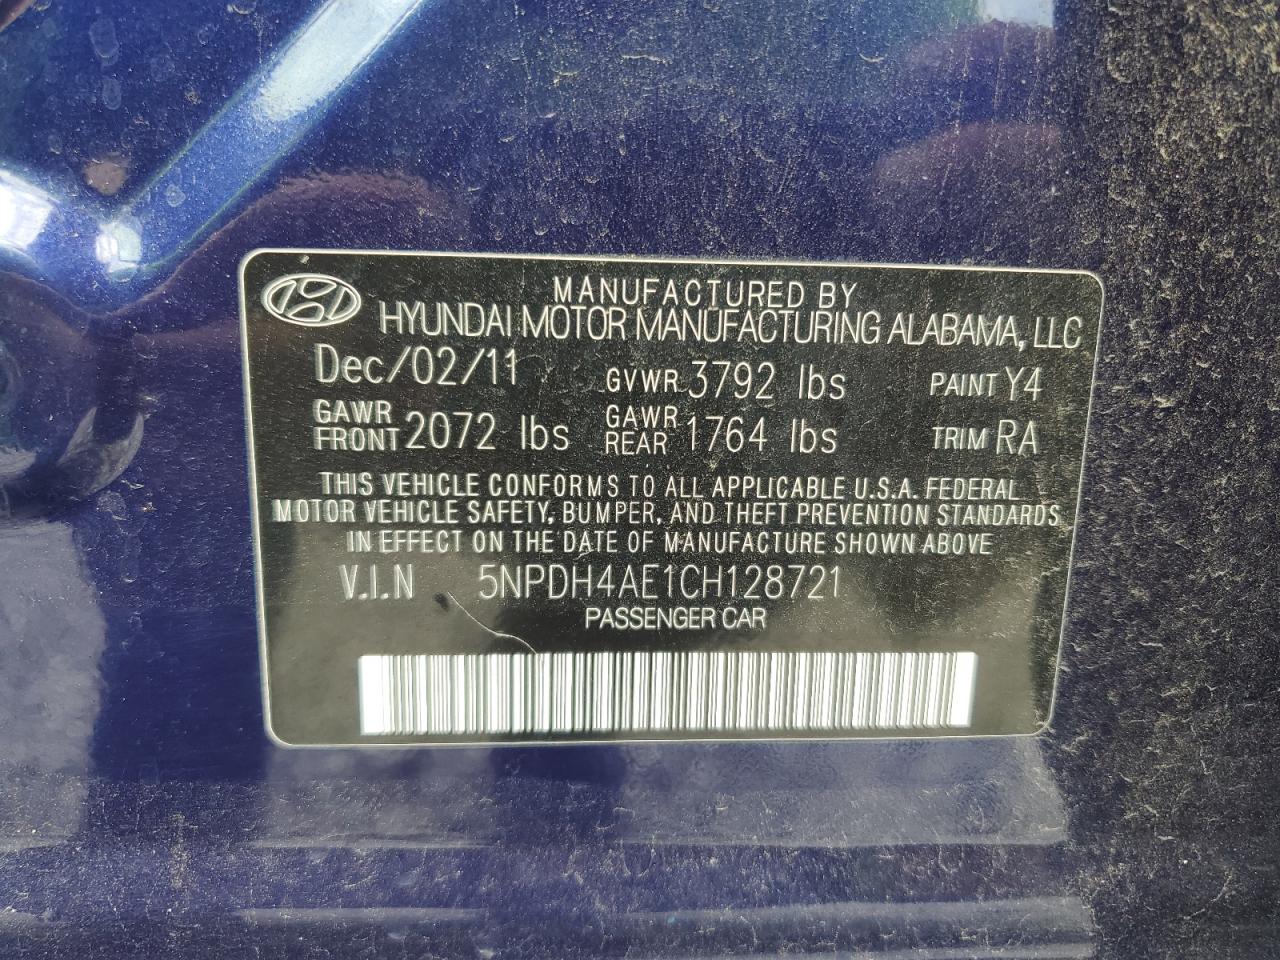 MANUFACTURED BY
HYUNDAI MOTOR MANUFACTURING ALABAMA, LLC
Dec/02/11 GVWR 3792 lbs PAINT Y4
GAWR FRONT 2072 lbs GAWR REAR 1764 lbs TRIM RA
THIS VEHICLE CONFORMS TO ALL APPLICABLE U.S.A. FEDERAL
MOTOR VEHICLE SAFETY, BUMPER, AND THEFT PREVENTION STANDARDS
IN EFFECT ON THE DATE OF MANUFACTURE SHOWN ABOVE
V.I.N 5NPDH4AE1CH128721
PASSENGER CAR